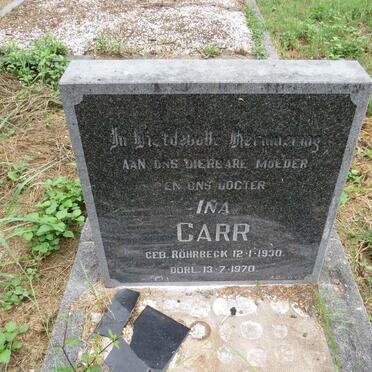 In Liefdevolle Herinnering
AAN ONS DIERBARE MOEDER
EN ONS DOGTER
INA
CARR
GEB. RÖHRBECK 12-1-1930
OORL. 13-7-1970